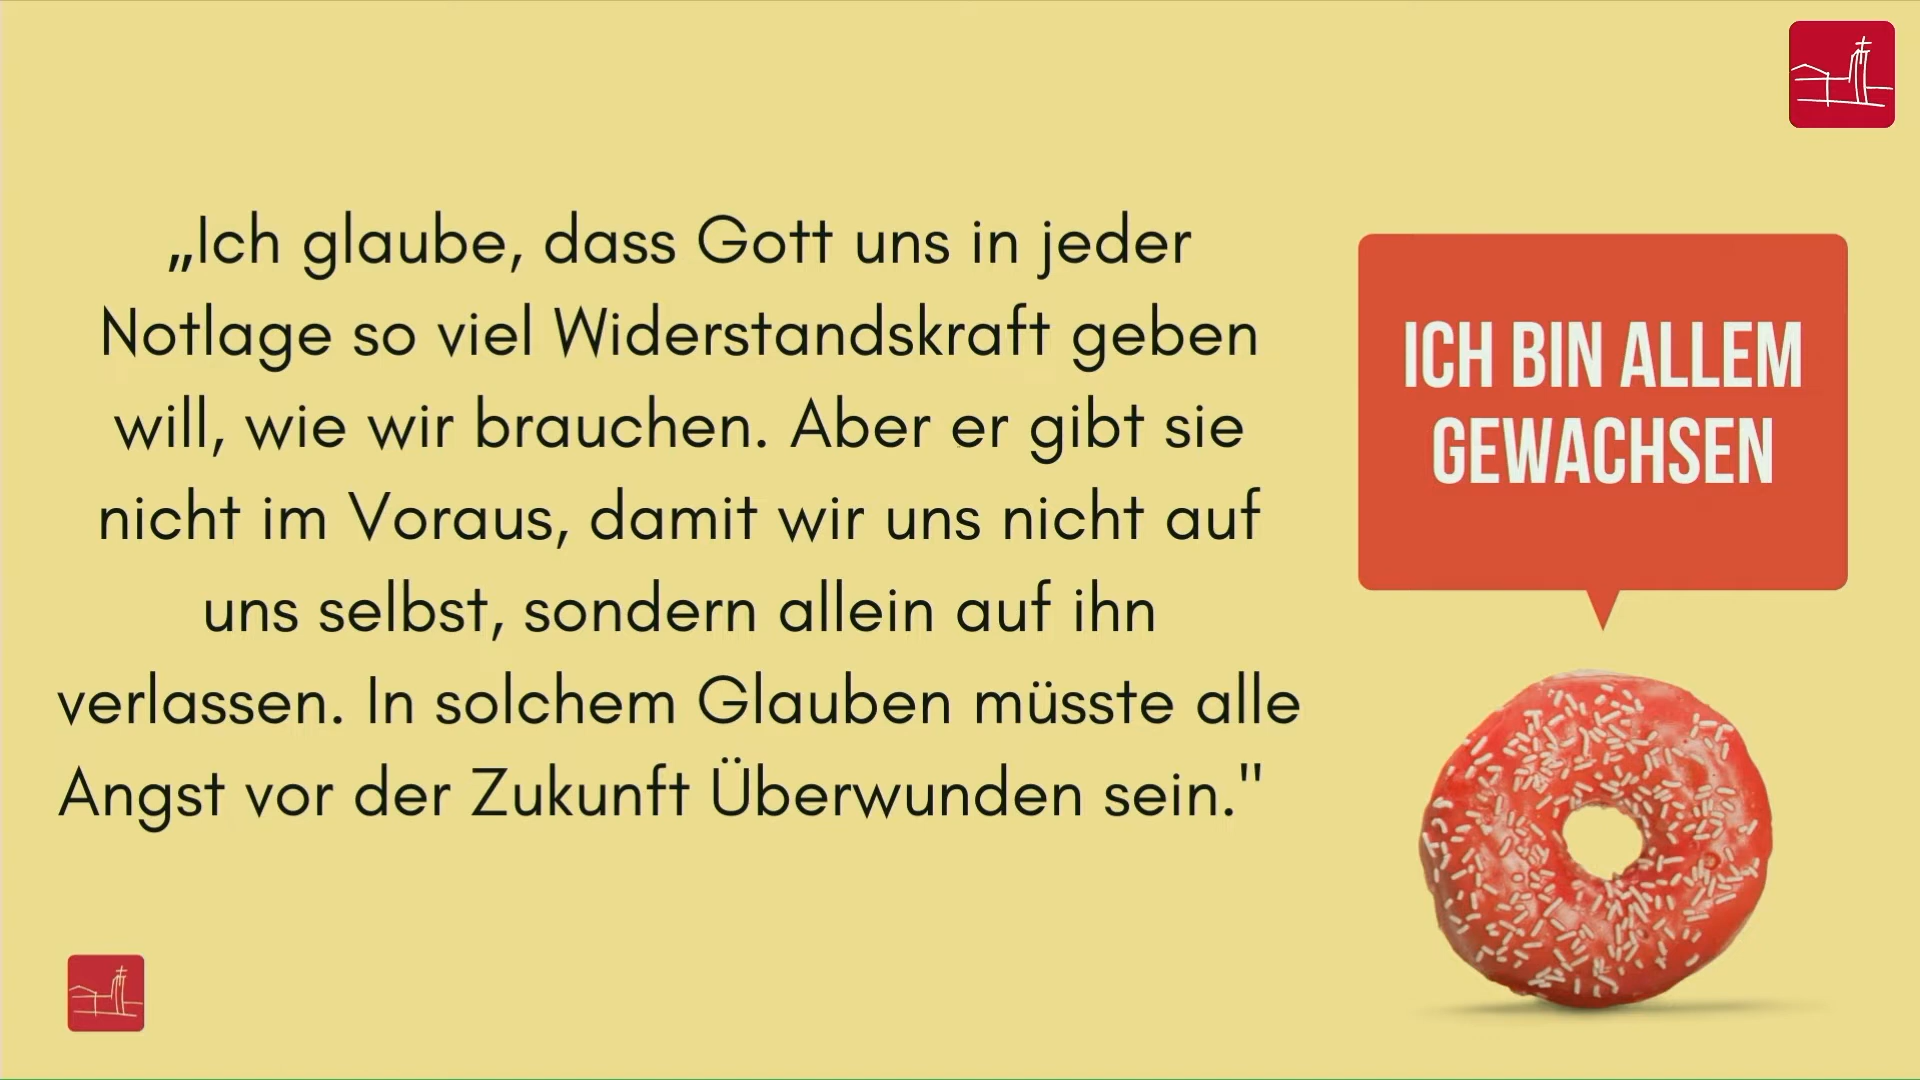 „Ich glaube, dass Gott uns in jeder
Notlage so viel Widerstandskraft geben
will, wie wir brauchen. Aber er gibt sie
nicht im Voraus, damit wir uns nicht auf
uns selbst, sondern allein auf ihn
verlassen. In solchem Glauben müsste alle
Angst vor der Zukunft Überwunden sein."
ICH BIN ALLEM
GEWACHSEN